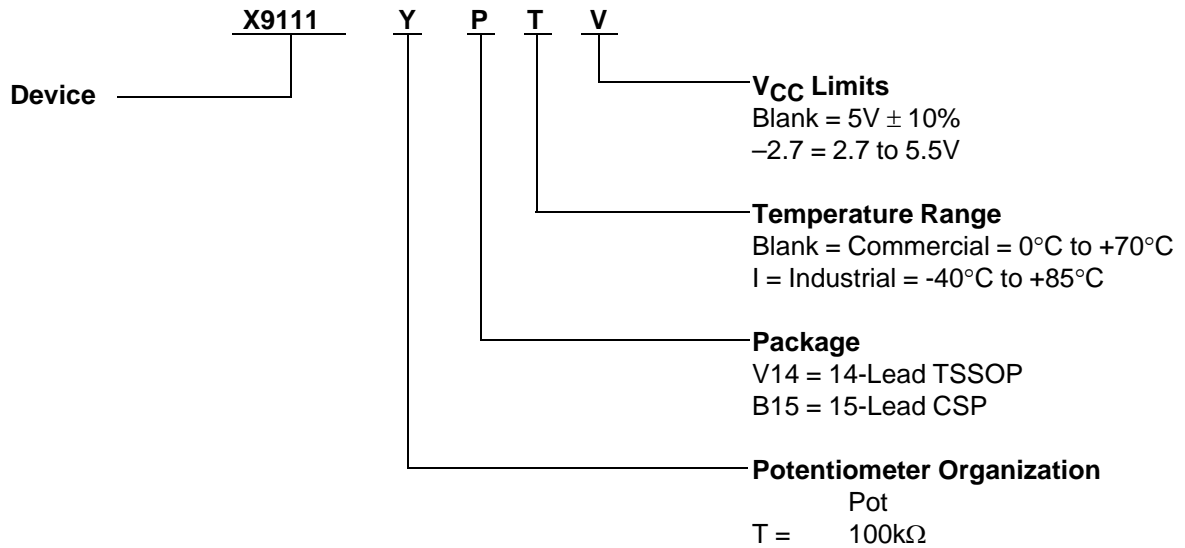 X9111 Y P T V
Device
VCC Limits
Blank = 5V ± 10%
–2.7 = 2.7 to 5.5V
Temperature Range
Blank = Commercial = 0°C to +70°C
I = Industrial = -40°C to +85°C
Package
V14 = 14-Lead TSSOP
B15 = 15-Lead CSP
Potentiometer Organization
Pot
T = 100kΩ